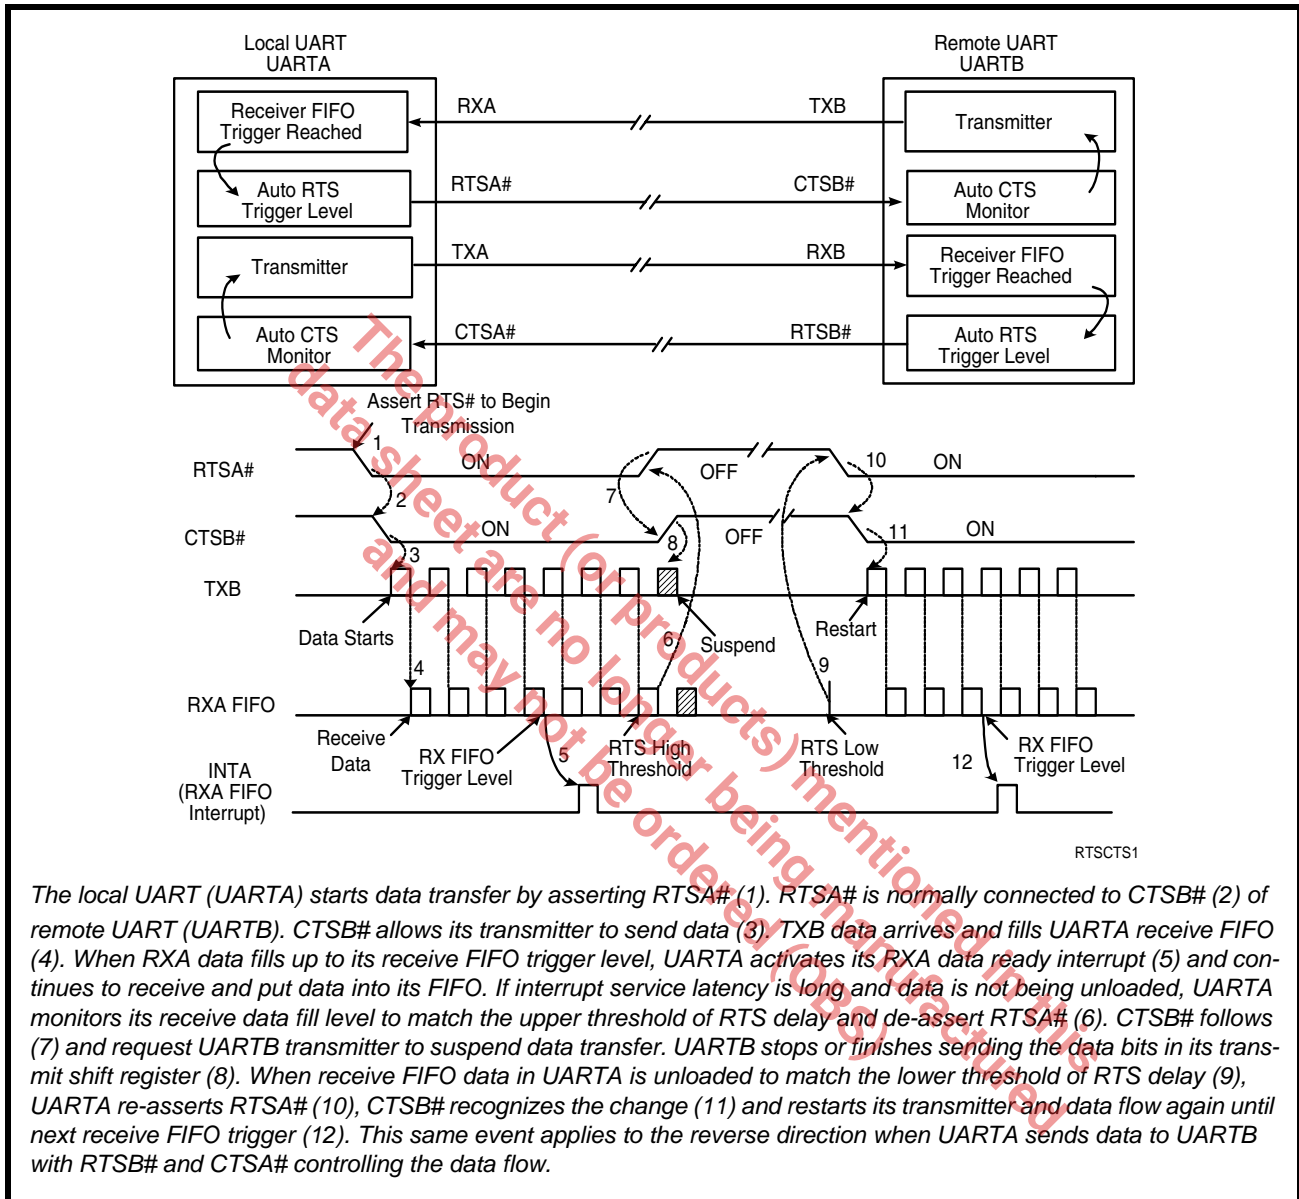 Local UART
UARTA
Remote UART
UARTB
Receiver FIFO
Trigger Reached
RXA
TXB
Transmitter
Auto RTS
Trigger Level
RTSA#
CTSB#
Auto CTS
Monitor
Transmitter
TXA
RXB
Receiver FIFO
Trigger Reached
Auto CTS
Monitor
CTSA#
RTSB#
Auto RTS
Trigger Level
Assert RTS# to Begin
Transmission
RTSA#
1
ON
7
OFF
10
ON
2
CTSB#
ON
8
OFF
11
ON
3
TXB
Data Starts
Suspend
Restart
4
6
9
RXA FIFO
Receive
Data
RX FIFO
Trigger Level
5
RTS High
Threshold
RTS Low
Threshold
12
RX FIFO
Trigger Level
INTA
(RXA FIFO
Interrupt)
RTSCTS1
The local UART (UARTA) starts data transfer by asserting RTSA# (1). RTSA# is normally connected to CTSB# (2) of
remote UART (UARTB). CTSB# allows its transmitter to send data (3). TXB data arrives and fills UARTA receive FIFO
(4). When RXA data fills up to its receive FIFO trigger level, UARTA activates its RXA data ready interrupt (5) and con-
tinues to receive and put data into its FIFO. If interrupt service latency is long and data is not being unloaded, UARTA
monitors its receive data fill level to match the upper threshold of RTS delay and de-assert RTSA# (6). CTSB# follows
(7) and request UARTB transmitter to suspend data transfer. UARTB stops or finishes sending the data bits in its trans-
mit shift register (8). When receive FIFO data in UARTA is unloaded to match the lower threshold of RTS delay (9),
UARTA re-asserts RTSA# (10), CTSB# recognizes the change (11) and restarts its transmitter and data flow again until
next receive FIFO trigger (12). This same event applies to the reverse direction when UARTA sends data to UARTB
with RTSB# and CTSA# controlling the data flow.
The product (or products) mentioned in this
data sheet are no longer being manufactured
and may not be ordered (OBS)